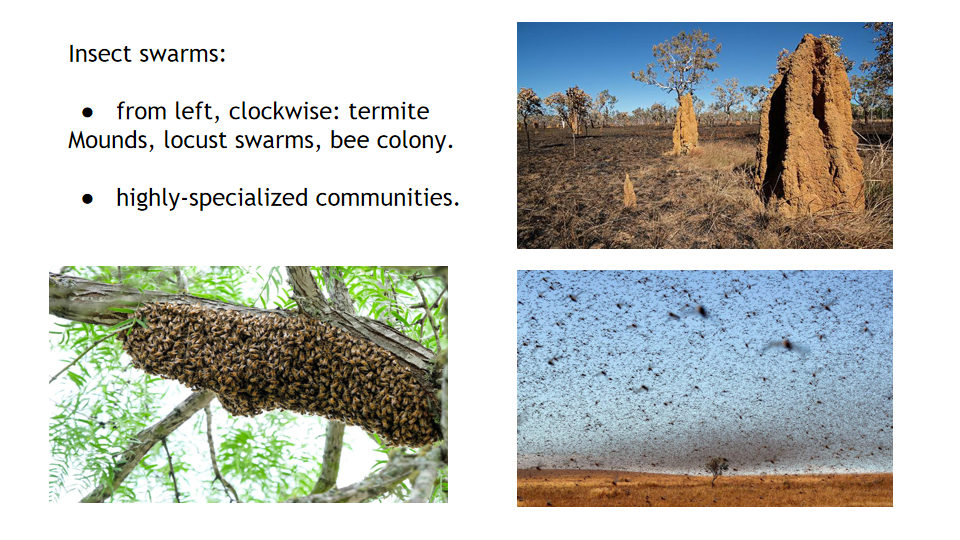 Insect swarms:
● from left, clockwise: termite
Mounds, locust swarms, bee colony.
● highly-specialized communities.